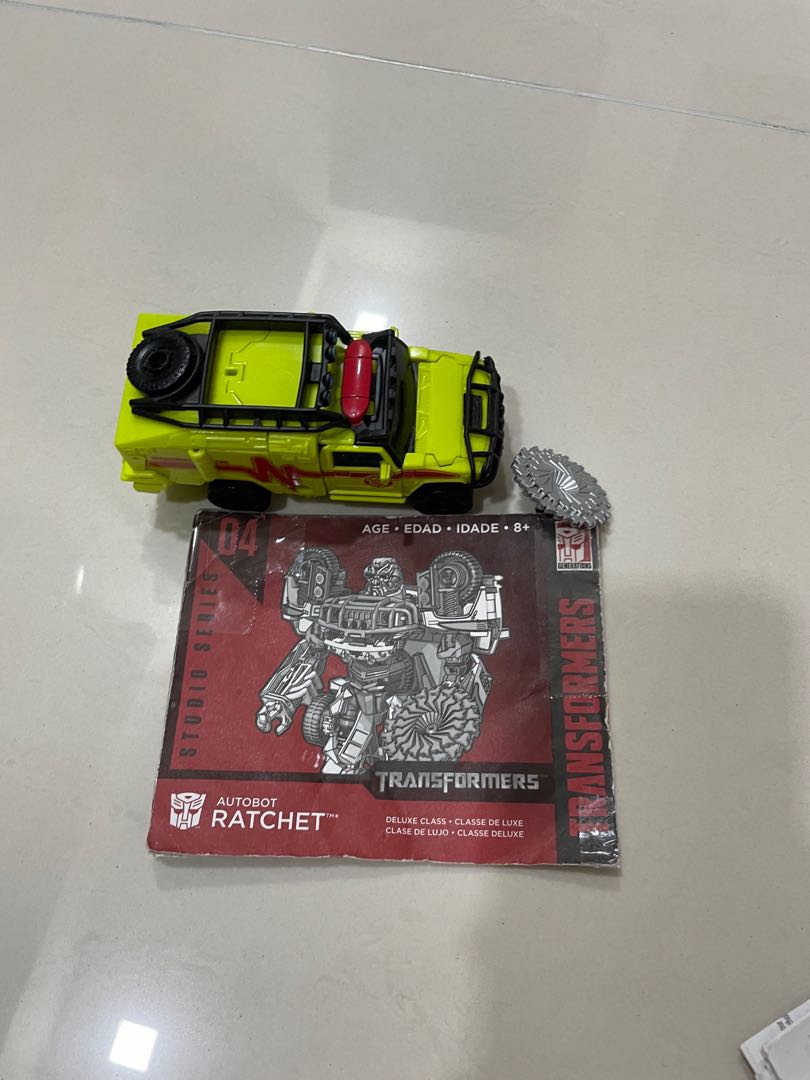 04
AGE • EDAD • IDADE • 8+
GENERATIONS
STUDIO SERIES
TRANSFORMERS
TRANSFORMERS
AUTOBOT
RATCHET™*
DELUXE CLASS • CLASSE DE LUXE
CLASE DE LUJO • CLASSE DELUXE